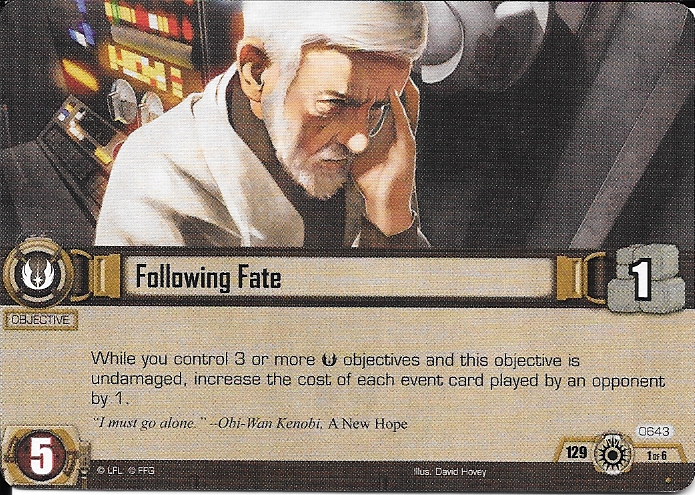 Following Fate
1
OBJECTIVE
While you control 3 or more objectives and this objective is
undamaged, increase the cost of each event card played by an opponent
by 1.
“I must go alone.” –Obi-Wan Kenobi, A New Hope
5
© LFL © FFG
Illus. David Hovey
0643
129
1 OF 6